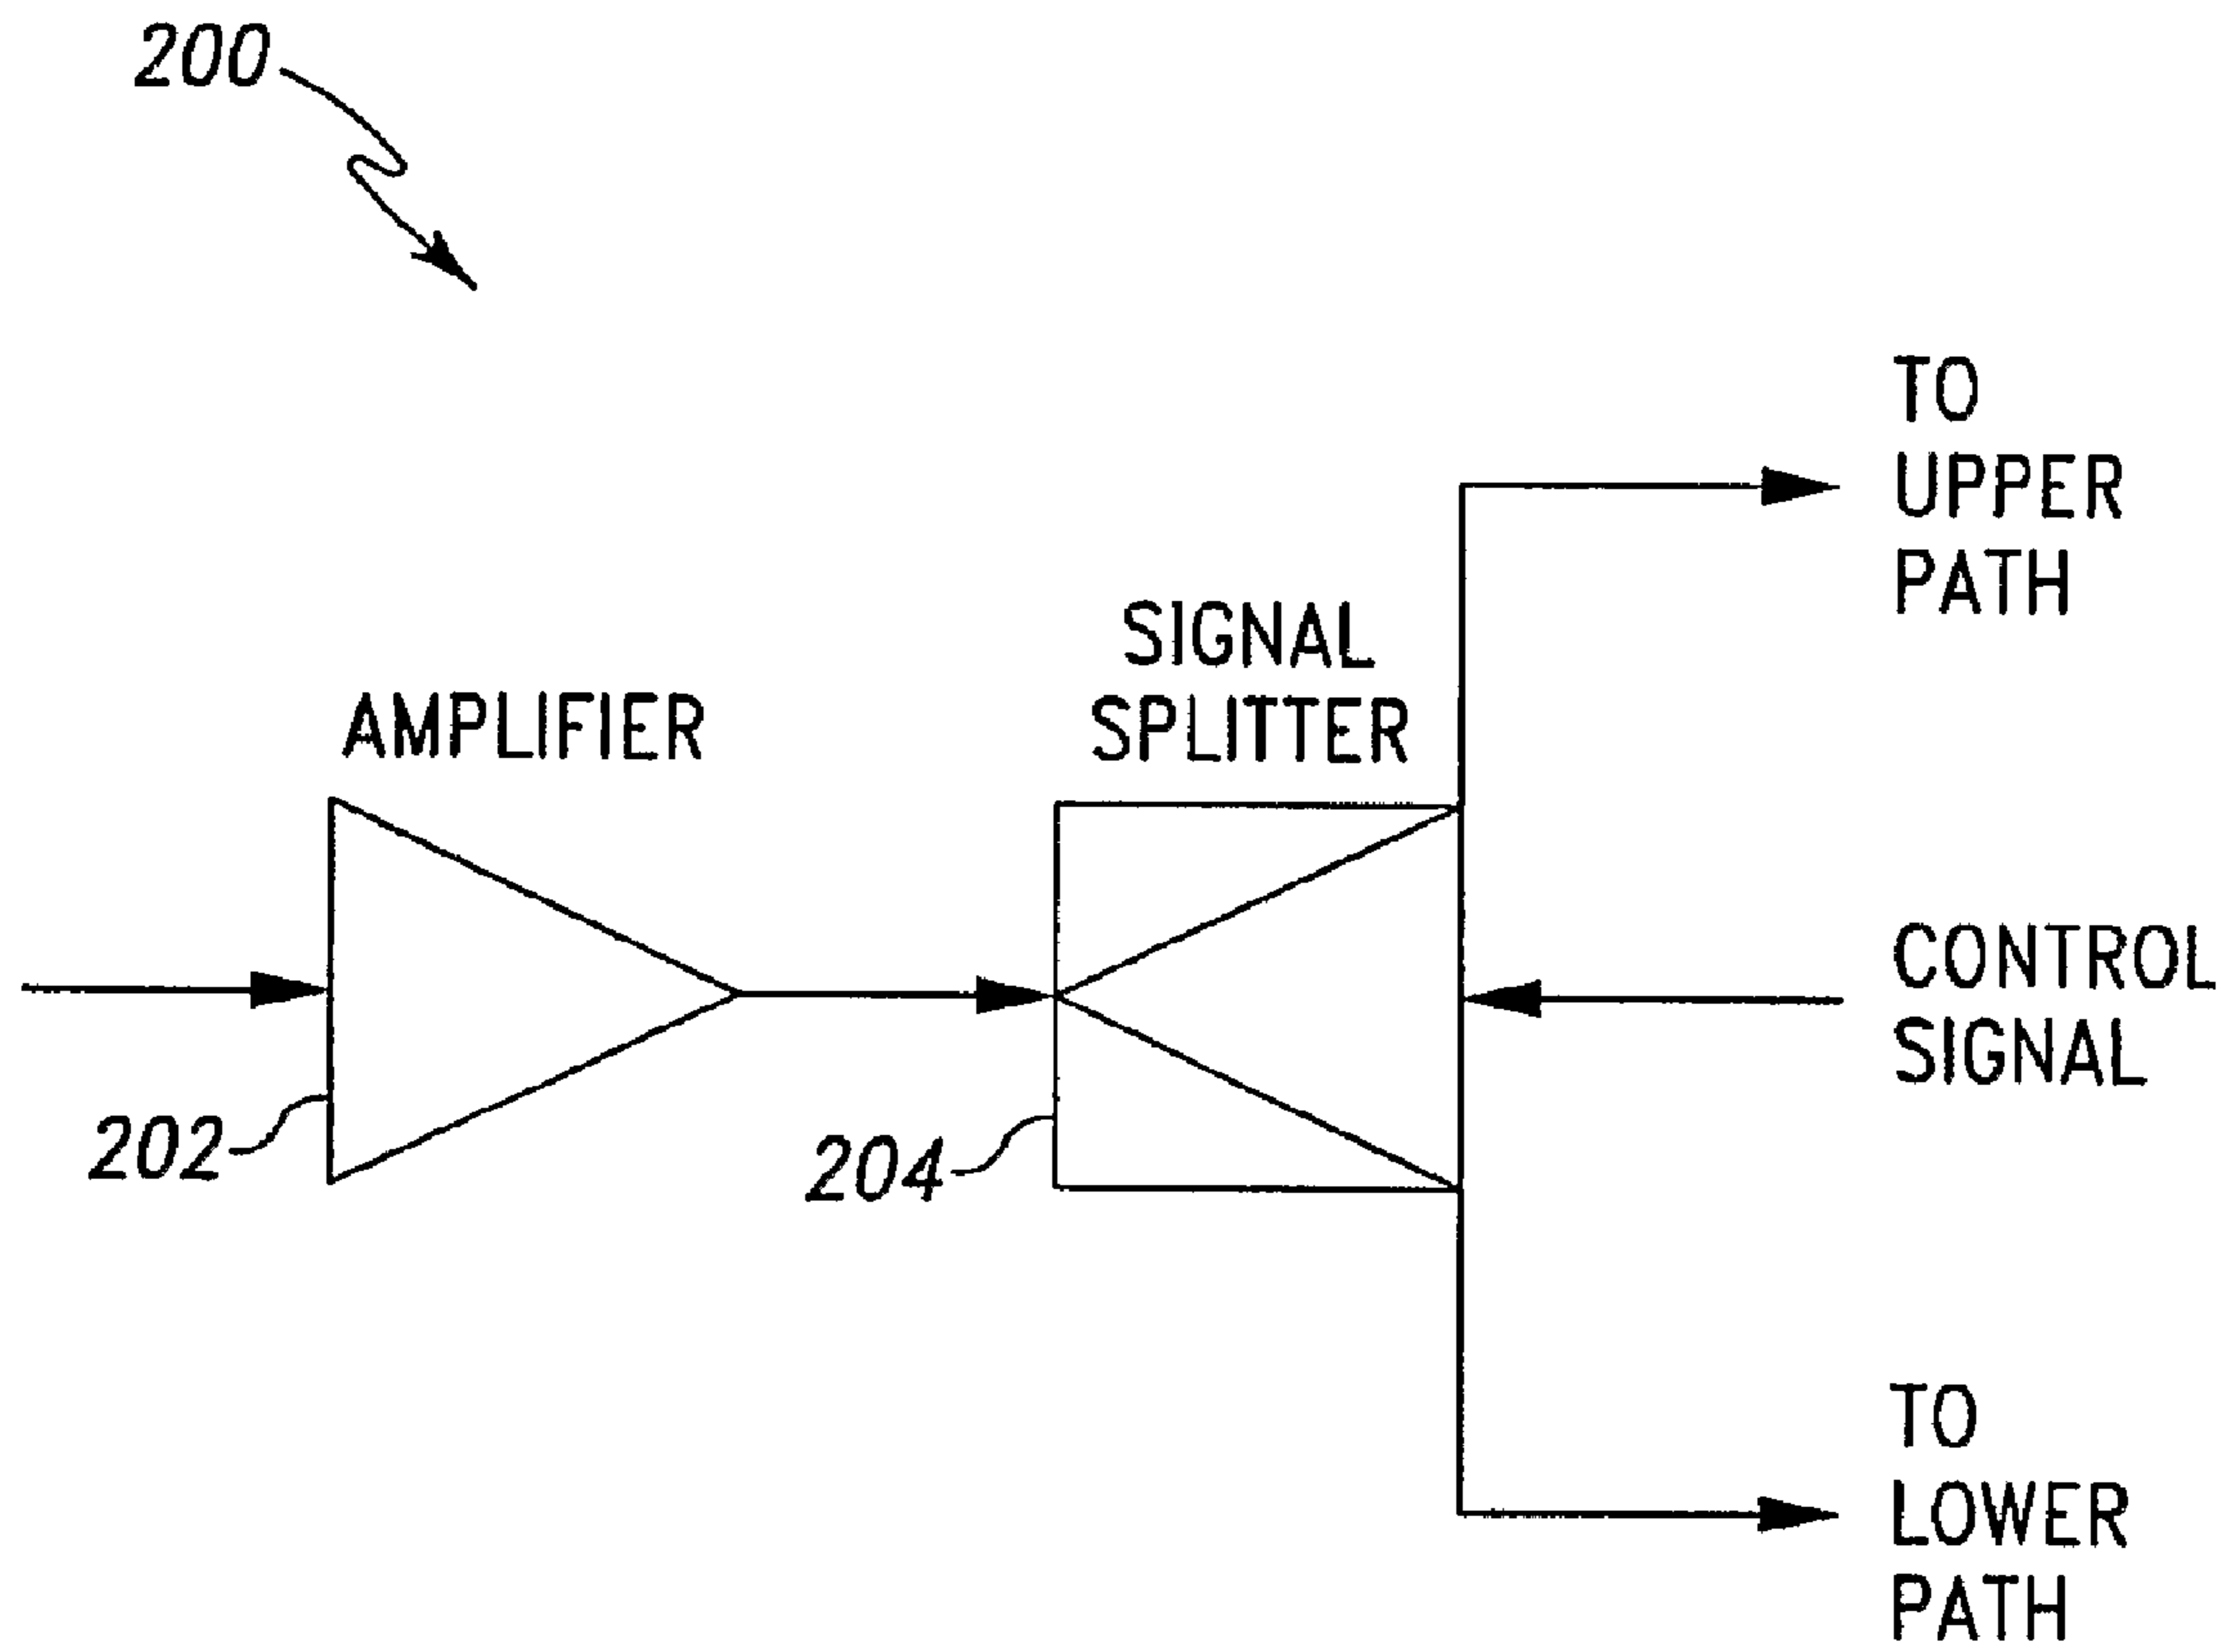 200
TO
UPPER
PATH
SIGNAL
SPLITTER
AMPLIFIER
CONTROL
SIGNAL
202
204
TO
LOWER
PATH